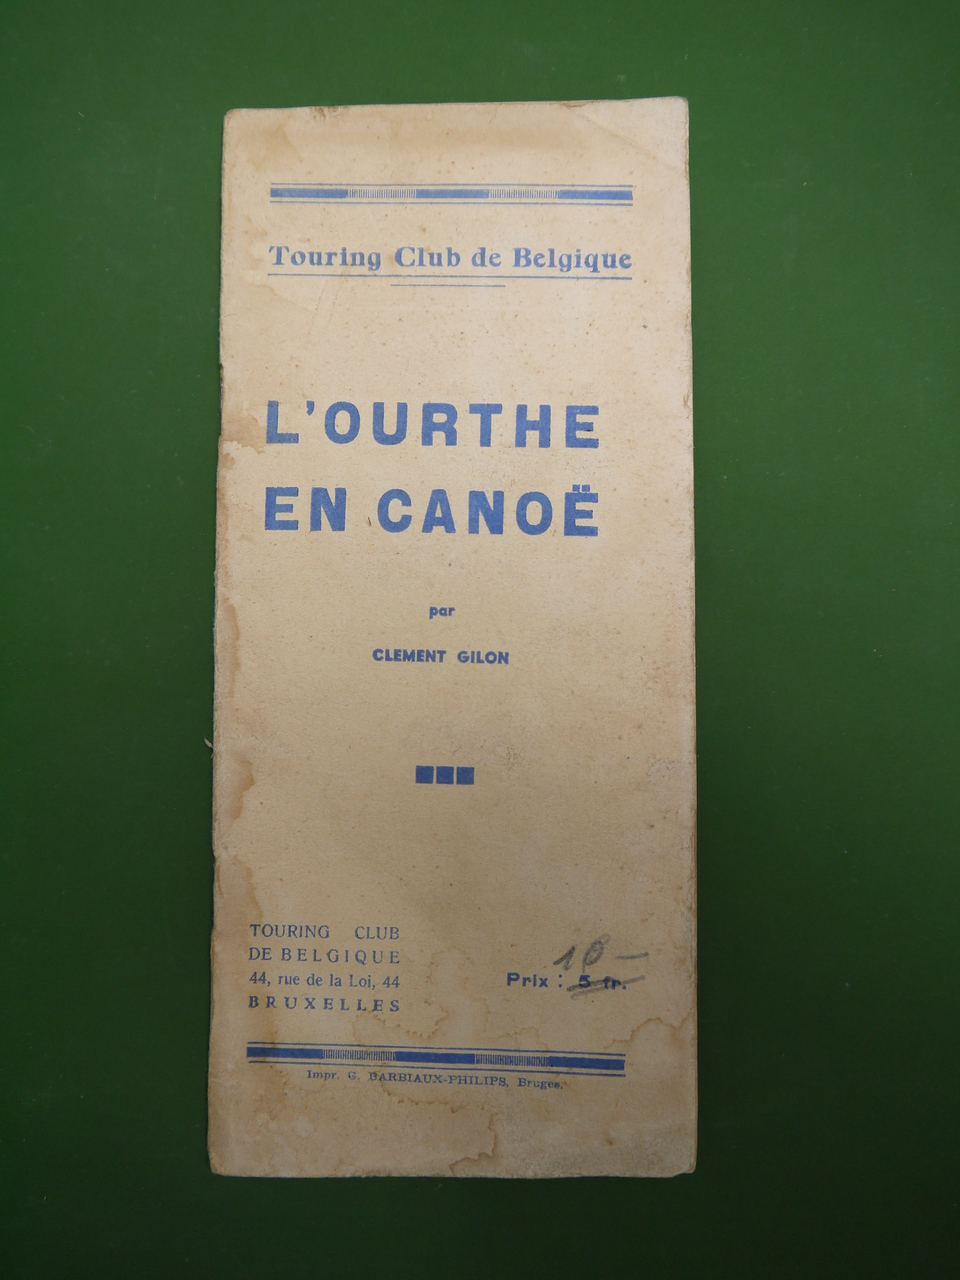 Touring Club de Belgique
L'OURTHE
EN CANOË
par
CLEMENT GILON
TOURING CLUB
DE BELGIQUE
44, rue de la Loi, 44
BRUXELLES
10 —
Prix : 5 fr.
Impr. G. BARBIAUX-PHILIPS, Bruges.